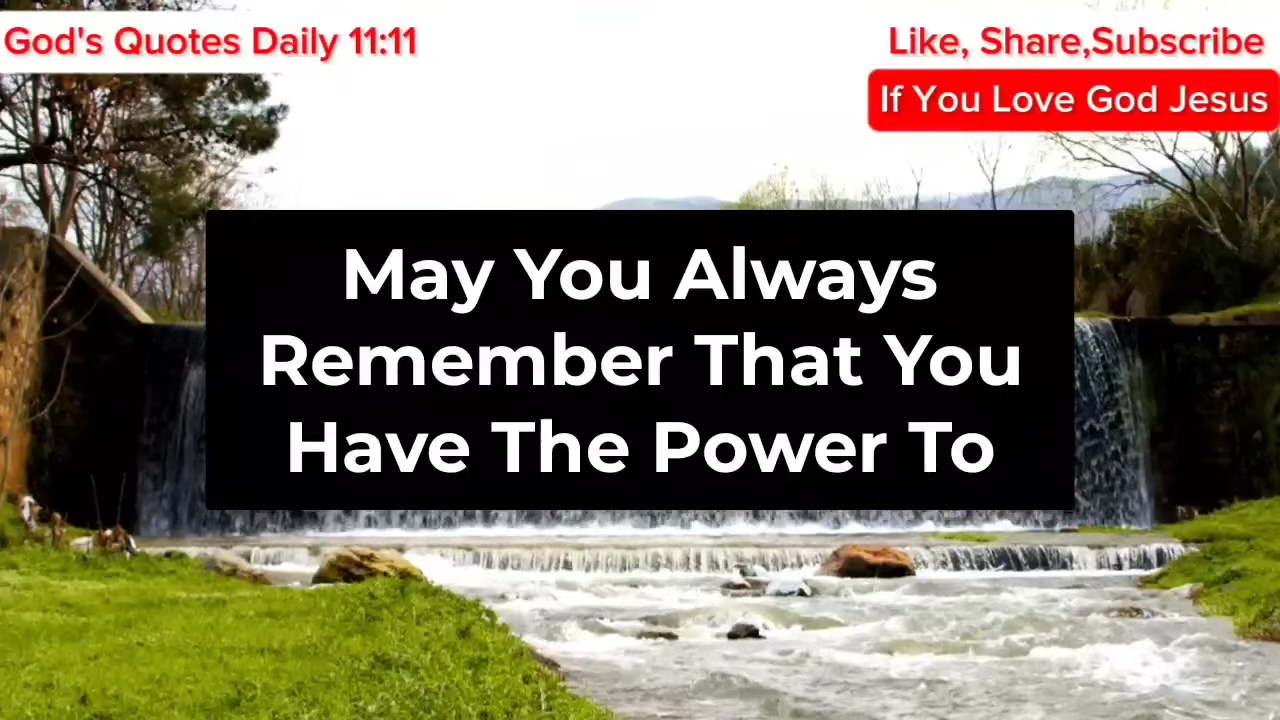 God's Quotes Daily 11:11
Like, Share,Subscribe
If You Love God Jesus
May You Always
Remember That You
Have The Power To